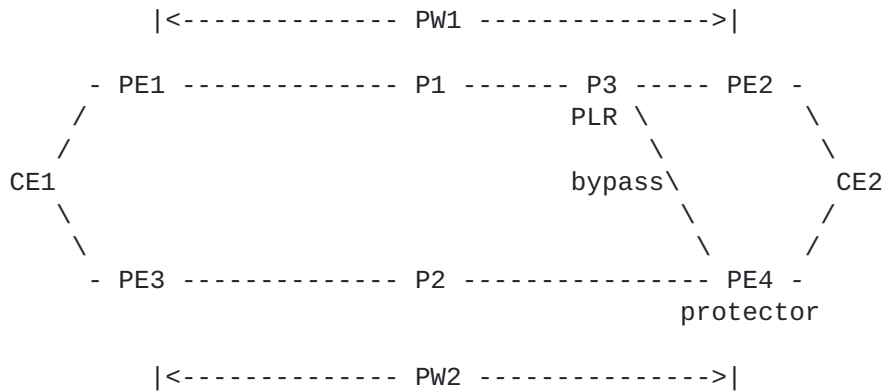 |<-------------- PW1 --------------->|
- PE1 -------------- P1 ------- P3 ----- PE2 -
/ PLR \ \
/ \ \
CE1 bypass\ CE2
\ \ /
\ \ /
- PE3 -------------- P2 ---------------- PE4 -
protector
|<-------------- PW2 --------------->|